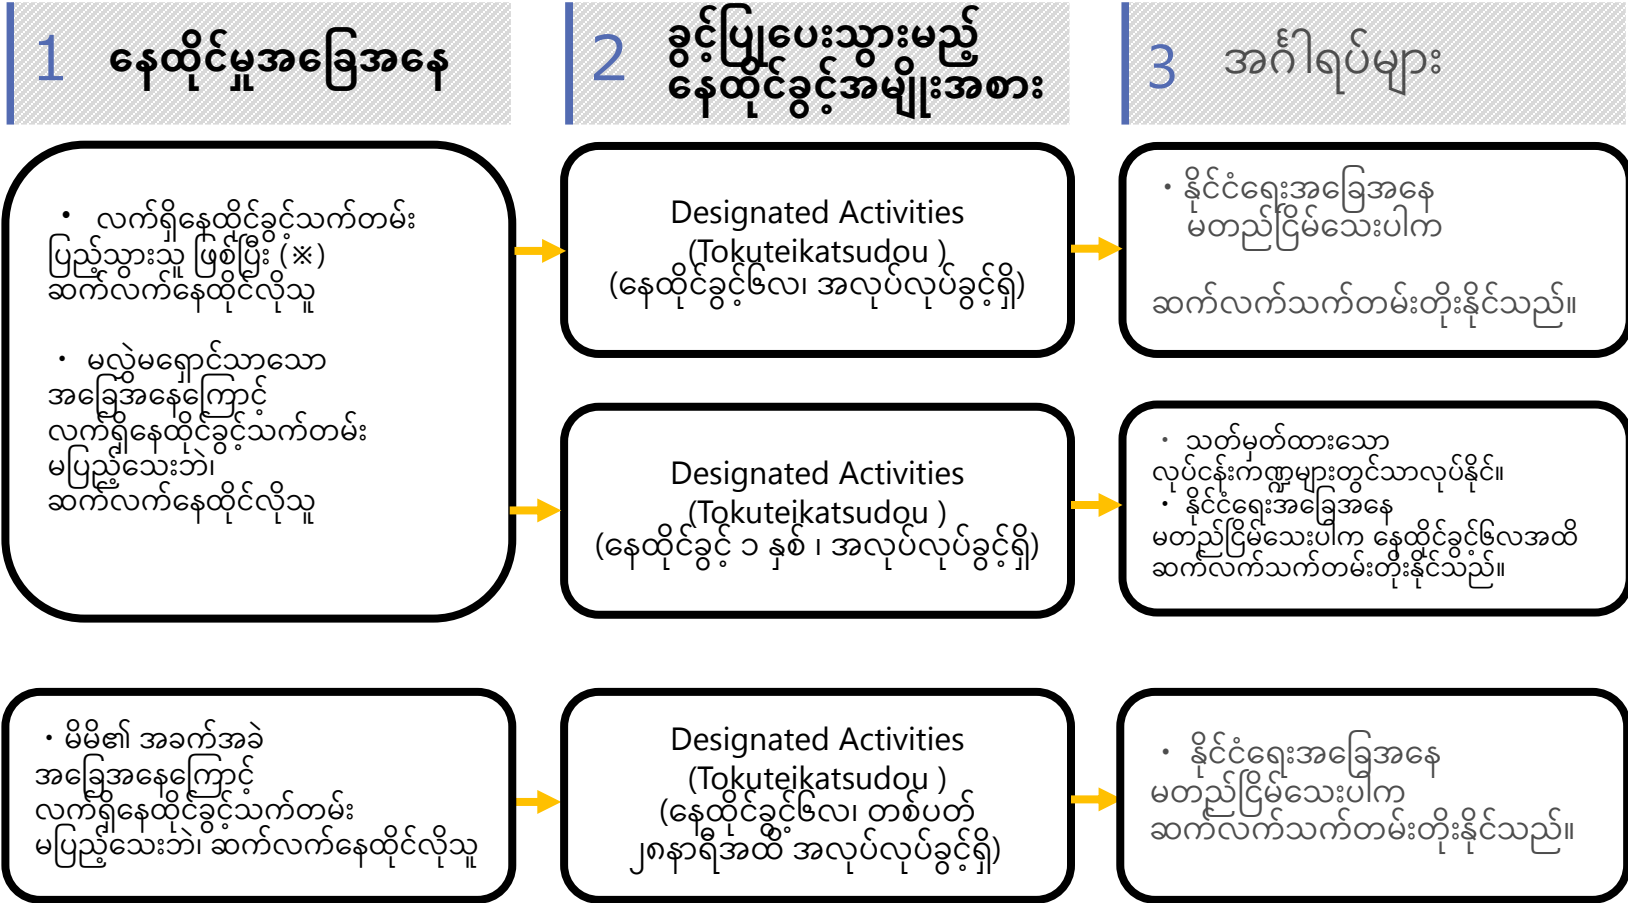 1 နေထိုင်မှုအခြေအနေ
2 ခွင့်ပြုပေးသွားမည့်
နေထိုင်ခွင့်အမျိုးအစား
3 အင်္ဂါရပ်များ
・ လက်ရှိနေထိုင်ခွင့်သက်တမ်း
ပြည့်သွားသူ ဖြစ်ပြီး (※)
ဆက်လက်နေထိုင်လိုသူ
・ မလွှဲမရှောင်သာသော
အခြေအနေကြောင့်
လက်ရှိနေထိုင်ခွင့်သက်တမ်း
မပြည့်သေးဘဲ၊
ဆက်လက်နေထိုင်လိုသူ
Designated Activities
(Tokuteikatsudou )
(နေထိုင်ခွင့်၆လ၊ အလုပ်လုပ်ခွင့်ရှိ)
・နိုင်ငံရေးအခြေအနေ
မတည်ငြိမ်သေးပါက
ဆက်လက်သက်တမ်းတိုးနိုင်သည်။
Designated Activities
(Tokuteikatsudou )
(နေထိုင်ခွင့် ၁ နှစ် ၊ အလုပ်လုပ်ခွင့်ရှိ)
・ သတ်မှတ်ထားသော
လုပ်ငန်းကဏ္ဍများတွင်သာလုပ်နိုင်။
・ နိုင်ငံရေးအခြေအနေ
မတည်ငြိမ်သေးပါက နေထိုင်ခွင့်၆လအထိ
ဆက်လက်သက်တမ်းတိုးနိုင်သည်။
・မိမိ၏ အခက်အခဲ
အခြေအနေကြောင့်
လက်ရှိနေထိုင်ခွင့်သက်တမ်း
မပြည့်သေးဘဲ၊ ဆက်လက်နေထိုင်လိုသူ
Designated Activities
(Tokuteikatsudou )
(နေထိုင်ခွင့်၆လ၊ တစ်ပတ်
၂၈နာရီအထိ အလုပ်လုပ်ခွင့်ရှိ)
・ နိုင်ငံရေးအခြေအနေ
မတည်ငြိမ်သေးပါက
ဆက်လက်သက်တမ်းတိုးနိုင်သည်။